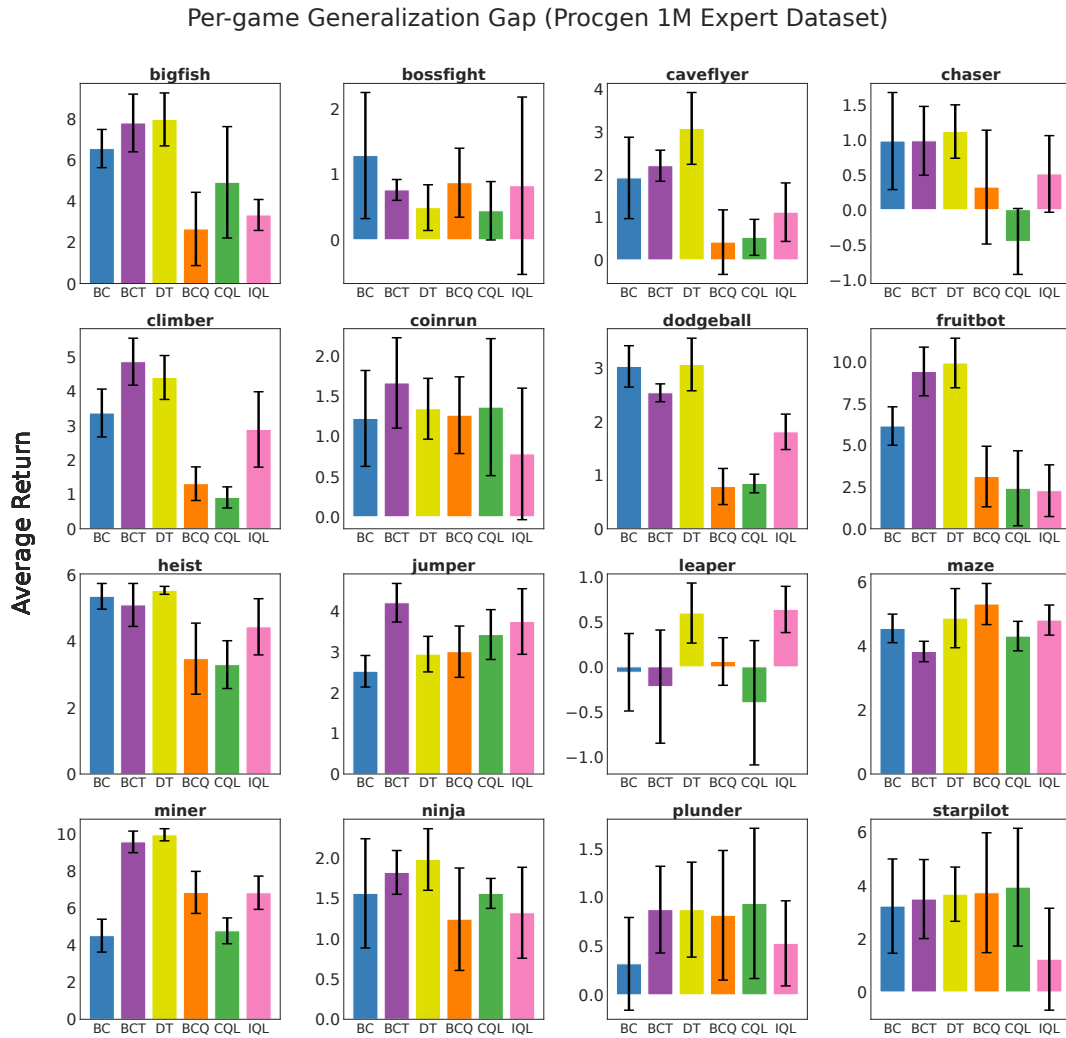 Per-game Generalization Gap (Procgen 1M Expert Dataset)
Average Return
bigfish
8
6
4
2
0
BC BCT DT BCQ CQL IQL
bossfight
2
1
0
BC BCT DT BCQ CQL IQL
caveflyer
4
3
2
1
0
BC BCT DT BCQ CQL IQL
chaser
1.5
1.0
0.5
0.0
−0.5
−1.0
BC BCT DT BCQ CQL IQL
climber
5
4
3
2
1
0
BC BCT DT BCQ CQL IQL
coinrun
2.0
1.5
1.0
0.5
0.0
BC BCT DT BCQ CQL IQL
dodgeball
3
2
1
0
BC BCT DT BCQ CQL IQL
fruitbot
10.0
7.5
5.0
2.5
0.0
BC BCT DT BCQ CQL IQL
heist
6
4
2
0
BC BCT DT BCQ CQL IQL
jumper
4
3
2
1
0
BC BCT DT BCQ CQL IQL
leaper
1.0
0.5
0.0
−0.5
−1.0
BC BCT DT BCQ CQL IQL
maze
6
4
2
0
BC BCT DT BCQ CQL IQL
miner
10
8
6
4
2
0
BC BCT DT BCQ CQL IQL
ninja
2.0
1.5
1.0
0.5
0.0
BC BCT DT BCQ CQL IQL
plunder
1.5
1.0
0.5
0.0
BC BCT DT BCQ CQL IQL
starpilot
6
4
2
0
BC BCT DT BCQ CQL IQL